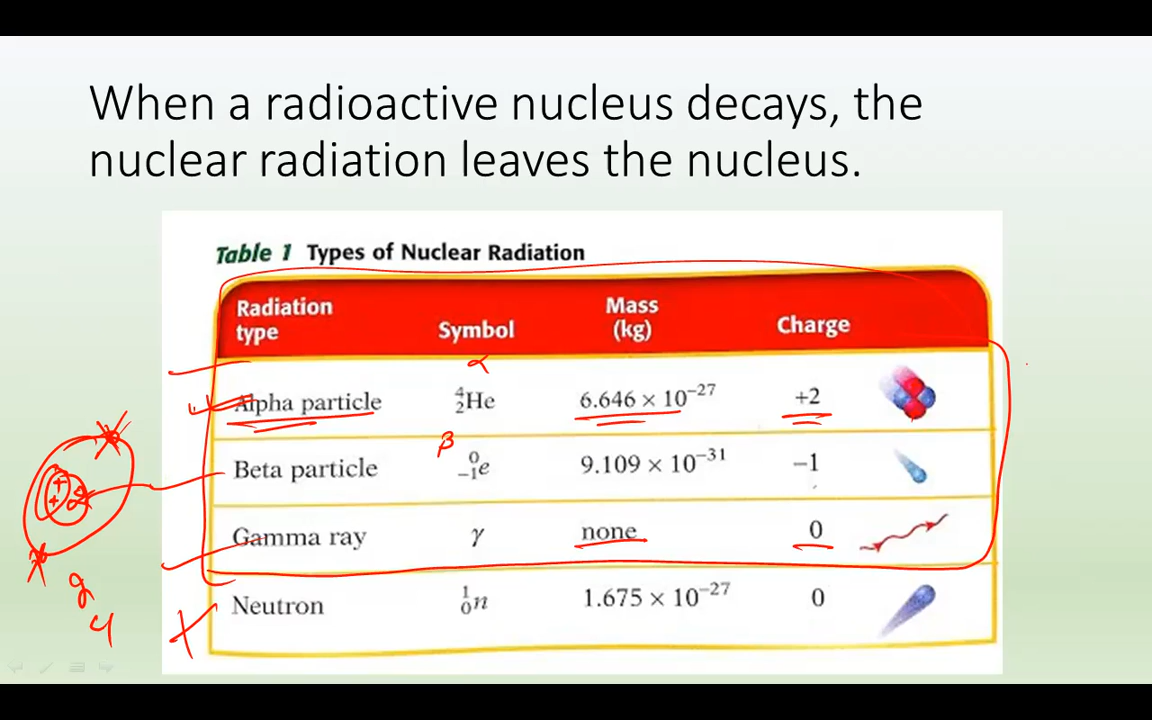 When a radioactive nucleus decays, the
nuclear radiation leaves the nucleus.
Table 1 Types of Nuclear Radiation
Radiation type Symbol Mass (kg) Charge
α
Alpha particle ⁴₂He 6.646 × 10⁻²⁷ +2
β
Beta particle ⁰₋₁e 9.109 × 10⁻³¹ −1
Gamma ray γ none 0
Neutron ¹₀n 1.675 × 10⁻²⁷ 0
+
+
4